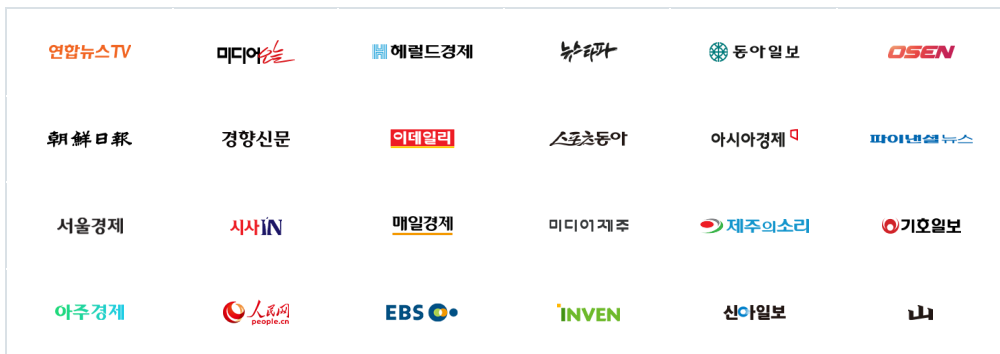 연합뉴스TV
미디어오늘
헤럴드경제
뉴스타파
동아일보
OSEN
朝鮮日報
경향신문
이데일리
스포츠동아
아시아경제
파이낸셜뉴스
서울경제
시사IN
매일경제
미디어제주
제주의소리
기호일보
아주경제
人民网
people.cn
EBS
INVEN
신아일보
山